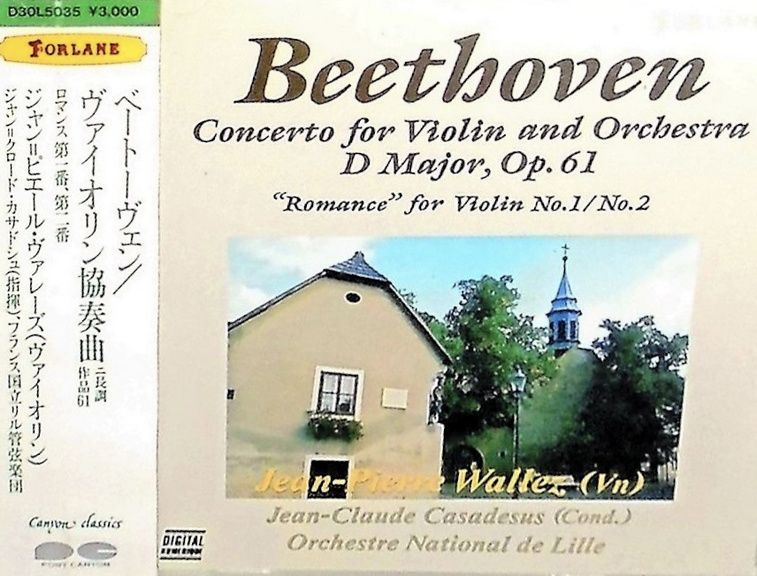 D30L5035 ¥3,000
FORLANE
ベートーヴェン/
ヴァイオリン協奏曲 ニ長調 作品61
ロマンス第一番、第二番
ジャン=ピエール・ヴァレーズ(ヴァイオリン)
ジャン=クロード・カサドシュ(指揮)、フランス国立リル管弦楽団
Canyon classics
PONY CANYON
Beethoven
Concerto for Violin and Orchestra
D Major, Op. 61
“Romance” for Violin No.1/No.2
Jean-Pierre Wallez (Vn)
Jean-Claude Casadesus (Cond.)
Orchestre National de Lille
DIGITAL